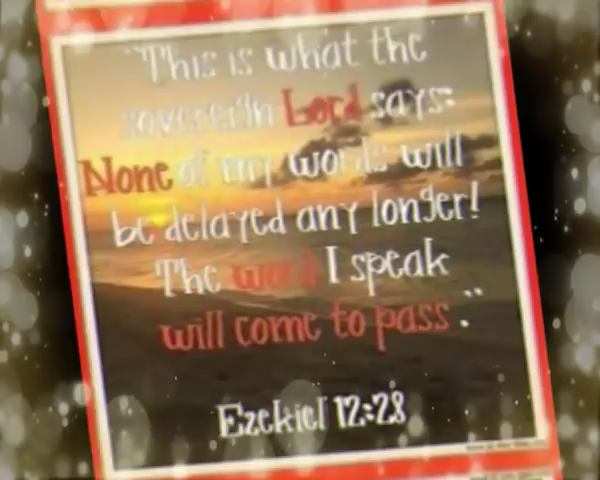 "This is what the
sovereign Lord says:
None of my words will
be delayed any longer!
The word I speak
will come to pass."
Ezekiel 12:28